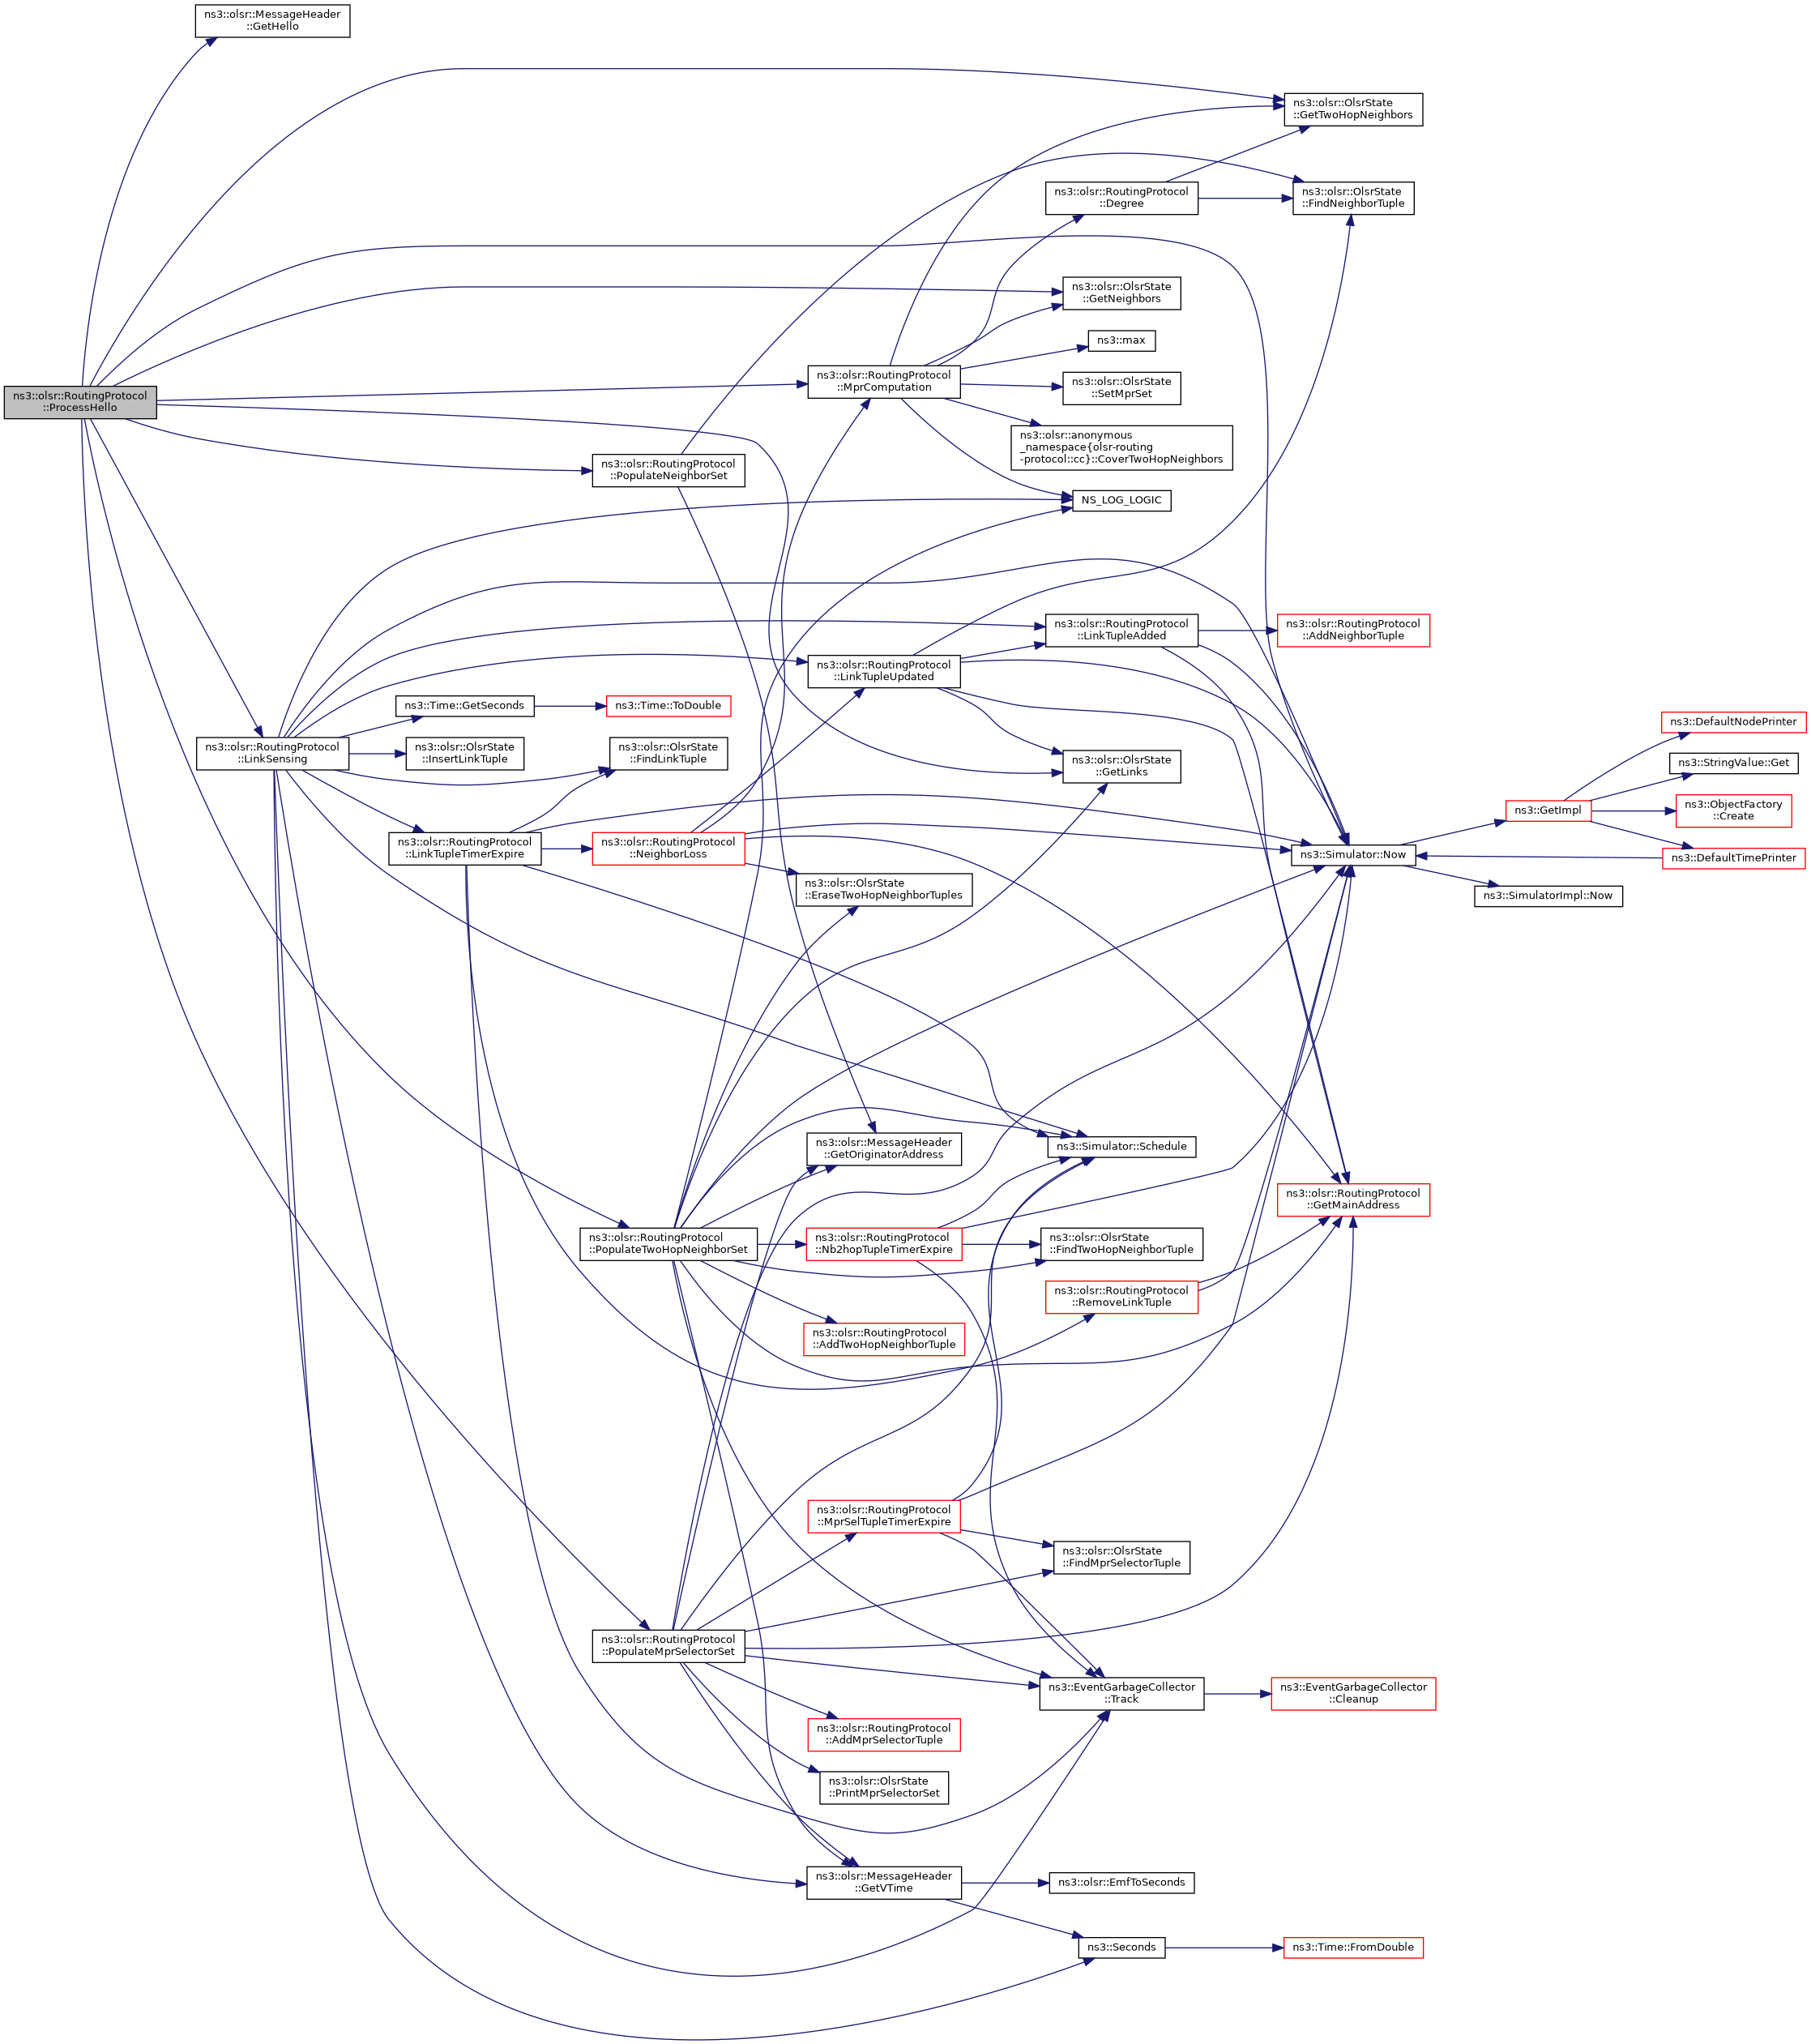 ns3::olsr::MessageHeader
::GetHello
ns3::olsr::OlsrState
::GetTwoHopNeighbors
ns3::olsr::RoutingProtocol
::Degree
ns3::olsr::OlsrState
::FindNeighborTuple
ns3::olsr::OlsrState
::GetNeighbors
ns3::max
ns3::olsr::RoutingProtocol
::MprComputation
ns3::olsr::OlsrState
::SetMprSet
ns3::olsr::RoutingProtocol
::ProcessHello
ns3::olsr::anonymous
_namespace{olsr-routing
-protocol::cc}::CoverTwoHopNeighbors
ns3::olsr::RoutingProtocol
::PopulateNeighborSet
NS_LOG_LOGIC
ns3::olsr::RoutingProtocol
::LinkTupleAdded
ns3::olsr::RoutingProtocol
::AddNeighborTuple
ns3::olsr::RoutingProtocol
::LinkTupleUpdated
ns3::Time::GetSeconds
ns3::Time::ToDouble
ns3::DefaultNodePrinter
ns3::olsr::RoutingProtocol
::LinkSensing
ns3::olsr::OlsrState
::InsertLinkTuple
ns3::olsr::OlsrState
::FindLinkTuple
ns3::olsr::OlsrState
::GetLinks
ns3::StringValue::Get
ns3::GetImpl
ns3::ObjectFactory
::Create
ns3::olsr::RoutingProtocol
::LinkTupleTimerExpire
ns3::olsr::RoutingProtocol
::NeighborLoss
ns3::Simulator::Now
ns3::DefaultTimePrinter
ns3::olsr::OlsrState
::EraseTwoHopNeighborTuples
ns3::SimulatorImpl::Now
ns3::olsr::MessageHeader
::GetOriginatorAddress
ns3::Simulator::Schedule
ns3::olsr::RoutingProtocol
::GetMainAddress
ns3::olsr::RoutingProtocol
::PopulateTwoHopNeighborSet
ns3::olsr::RoutingProtocol
::Nb2hopTupleTimerExpire
ns3::olsr::OlsrState
::FindTwoHopNeighborTuple
ns3::olsr::RoutingProtocol
::RemoveLinkTuple
ns3::olsr::RoutingProtocol
::AddTwoHopNeighborTuple
ns3::olsr::RoutingProtocol
::MprSelTupleTimerExpire
ns3::olsr::OlsrState
::FindMprSelectorTuple
ns3::olsr::RoutingProtocol
::PopulateMprSelectorSet
ns3::EventGarbageCollector
::Track
ns3::EventGarbageCollector
::Cleanup
ns3::olsr::RoutingProtocol
::AddMprSelectorTuple
ns3::olsr::OlsrState
::PrintMprSelectorSet
ns3::olsr::MessageHeader
::GetVTime
ns3::olsr::EmfToSeconds
ns3::Seconds
ns3::Time::FromDouble